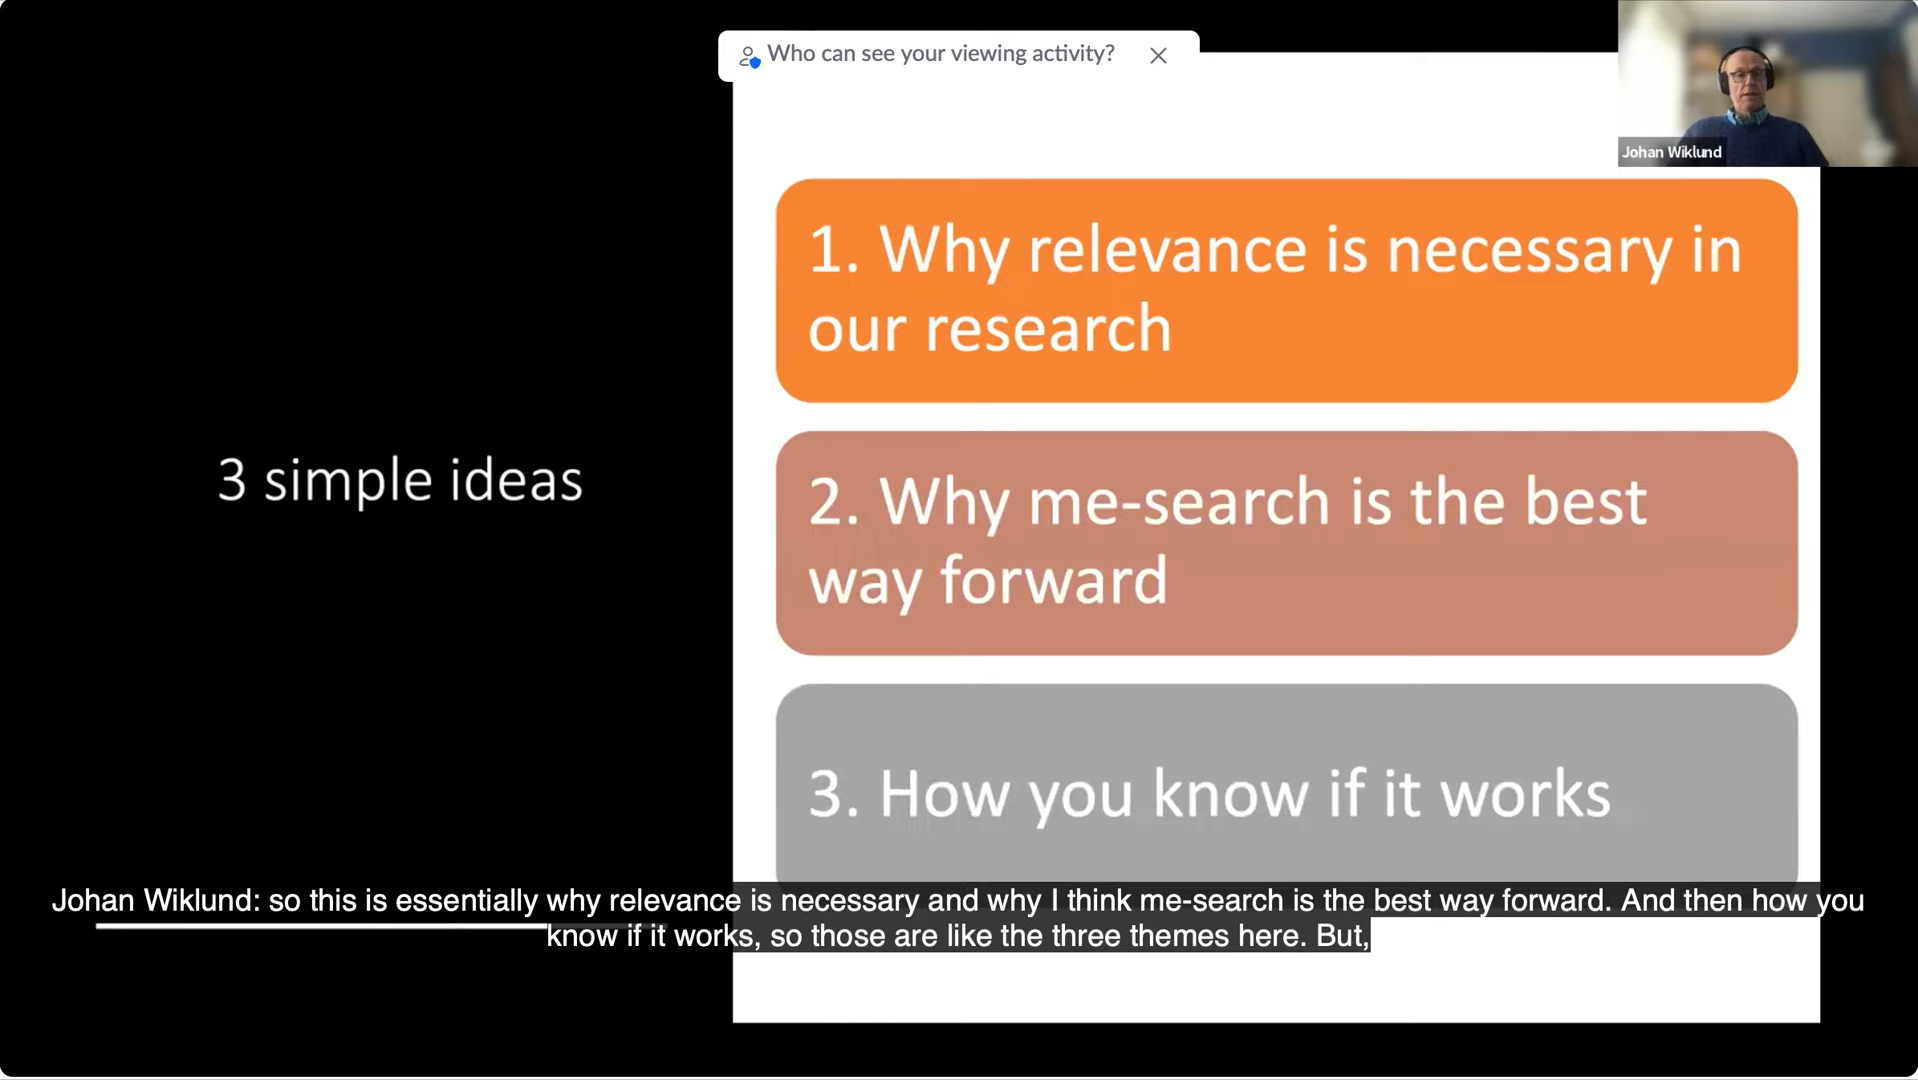 Who can see your viewing activity?
Johan Wiklund
3 simple ideas
1. Why relevance is necessary in
our research
2. Why me-search is the best
way forward
3. How you know if it works
Johan Wiklund: so this is essentially why relevance is necessary and why I think me-search is the best way forward. And then how you
know if it works, so those are like the three themes here. But,